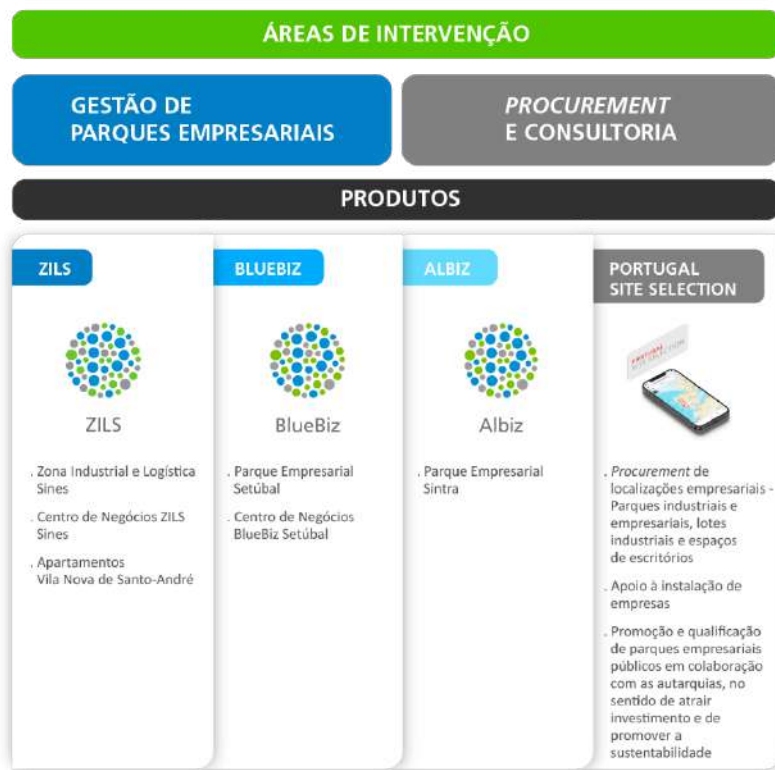 ÁREAS DE INTERVENÇÃO
GESTÃO DE
PARQUES EMPRESARIAIS
PROCUREMENT
E CONSULTORIA
PRODUTOS
ZILS
ZILS
. Zona Industrial e Logística
Sines
. Centro de Negócios ZILS
Sines
. Apartamentos
Vila Nova de Santo-André
BLUEBIZ
BlueBiz
. Parque Empresarial
Setúbal
. Centro de Negócios
BlueBiz Setúbal
ALBIZ
Albiz
. Parque Empresarial
Sintra
PORTUGAL
SITE SELECTION
PORTUGAL
SITE SELECTION
. Procurement de
localizações empresariais -
Parques industriais e
empresariais, lotes
industriais e espaços
de escritórios
. Apoio à instalação de
empresas
. Promoção e qualificação
de parques empresariais
públicos em colaboração
com as autarquias, no
sentido de atrair
investimento e de
promover a
sustentabilidade